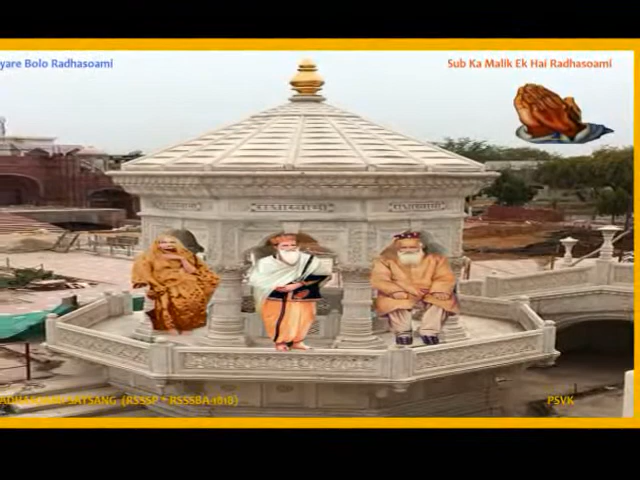 yare Bolo Radhasoami
Sub Ka Malik Ek Hai Radhasoami
SATSANG (RSSSP * RSSSBA-1818)
PSVK